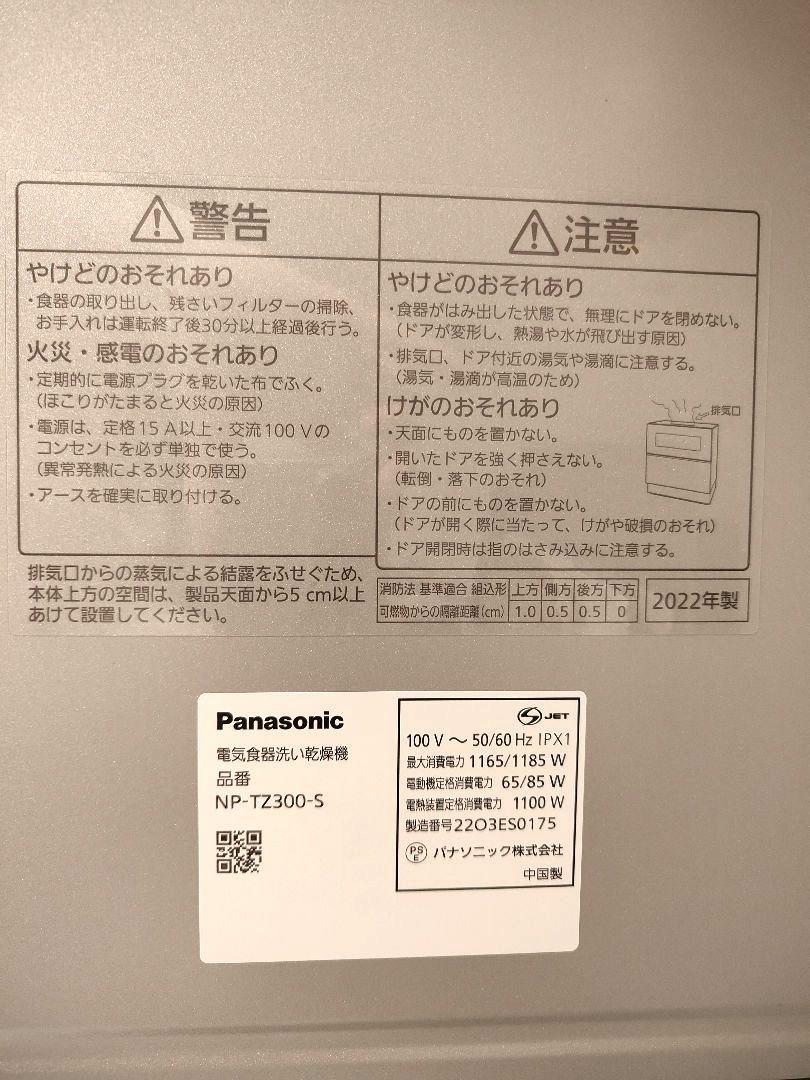 警告
やけどのおそれあり
・食器の取り出し、残さいフィルターの掃除、
お手入れは運転終了後30分以上経過後行う。
火災・感電のおそれあり
・定期的に電源プラグを乾いた布でふく。
(ほこりがたまると火災の原因)
・電源は、定格15A以上・交流100Vの
コンセントを必ず単独で使う。
(異常発熱による火災の原因)
・アースを確実に取り付ける。
注意
やけどのおそれあり
・食器がはみ出した状態で、無理にドアを閉めない。
(ドアが変形し、熱湯や水が飛び出す原因)
・排気口、ドア付近の湯気や湯滴に注意する。
(湯気・湯滴が高温のため)
けがのおそれあり
・天面にものを置かない。
・開いたドアを強く押さえない。
(転倒・落下のおそれ)
・ドアの前にものを置かない。
(ドアが開く際に当たって、けがや破損のおそれ)
・ドア開閉時は指のはさみ込みに注意する。
排気口
排気口からの蒸気による結露をふせぐため、
本体上方の空間は、製品天面から5cm以上
あけて設置してください。
消防法 基準適合 組込形 上方 側方 後方 下方
可燃物からの隔離距離(cm) 1.0 0.5 0.5 0
2022年製
Panasonic
電気食器洗い乾燥機
品番
NP-TZ300-S
JET
100 V ～ 50/60 Hz IPX1
最大消費電力 1165/1185 W
電動機定格消費電力 65/85 W
電熱装置定格消費電力 1100 W
製造番号 22O3ES0175
PSE パナソニック株式会社
中国製